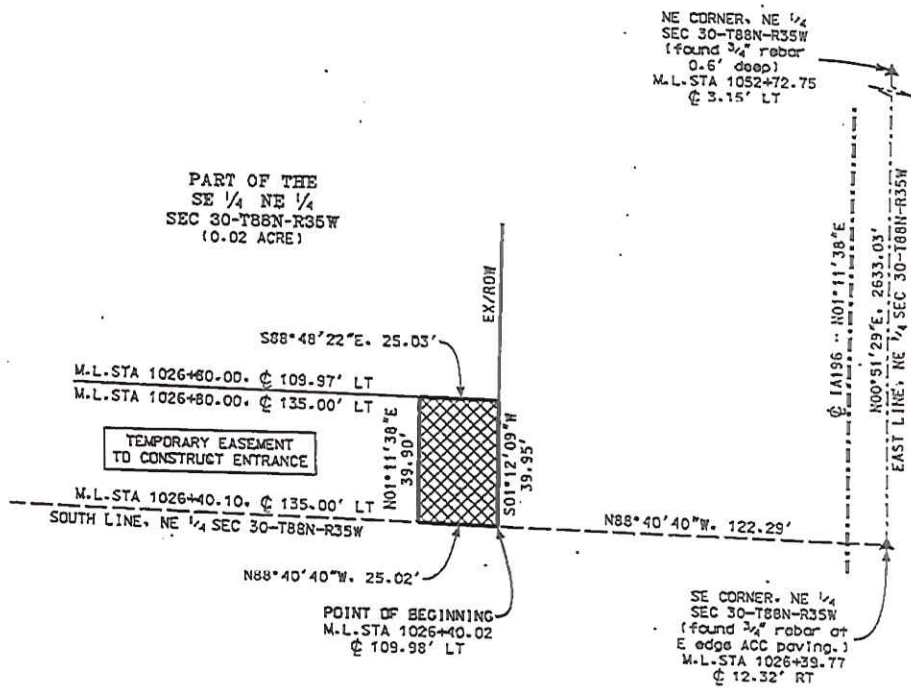 NE CORNER, NE 1/4
SEC 30-T88N-R35W
(found 3/4" rebar
0.6' deep)
M.L.STA 1052+72.75
℄ 3.15' LT
PART OF THE
SE 1/4 NE 1/4
SEC 30-T88N-R35W
(0.02 ACRE)
EX/ROW
℄ IA196 - N01°11'38"E
N00°51'29"E. 2633.03'
EAST LINE, NE 1/4 SEC 30-T88N-R35W
S88°48'22"E. 25.03'
M.L.STA 1026+80.00. ℄ 109.97' LT
M.L.STA 1026+80.00. ℄ 135.00' LT
TEMPORARY EASEMENT
TO CONSTRUCT ENTRANCE
N01°11'38"E
39.90'
S01°12'09"W
39.95'
M.L.STA 1026+40.10. ℄ 135.00' LT
SOUTH LINE, NE 1/4 SEC 30-T88N-R35W
N88°40'40"W. 122.29'
N88°40'40"W. 25.02'
POINT OF BEGINNING
M.L.STA 1026+40.02
℄ 109.98' LT
SE CORNER. NE 1/4
SEC 30-T88N-R35W
(found 3/4" rebar at
E edge ACC paving.)
M.L.STA 1026+39.77
℄ 12.32' RT